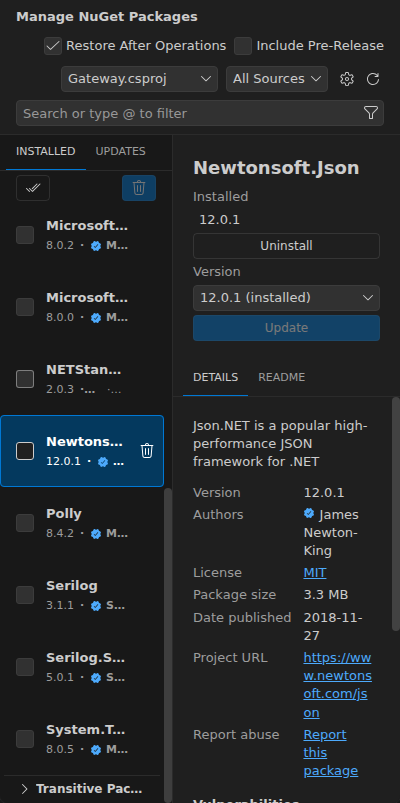 Manage NuGet Packages
Restore After Operations
Include Pre-Release
Gateway.csproj
All Sources
Search or type @ to filter
INSTALLED
UPDATES
Microsoft...
8.0.2 · M...
Microsoft...
8.0.0 · M...
NETStan...
2.0.3 ·... ·...
Newtons...
12.0.1 · ...
Polly
8.4.2 · M...
Serilog
3.1.1 · S...
Serilog.S...
5.0.1 · S...
System.T...
8.0.5 · M...
Transitive Pac...
Newtonsoft.Json
Installed
12.0.1
Uninstall
Version
12.0.1 (installed)
Update
DETAILS
README
Json.NET is a popular high-
performance JSON
framework for .NET
Version 12.0.1
Authors James
Newton-
King
License MIT
Package size 3.3 MB
Date published 2018-11-
27
Project URL https://ww
w.newtons
oft.com/js
on
Report abuse Report
this
package
Vulnerabilities